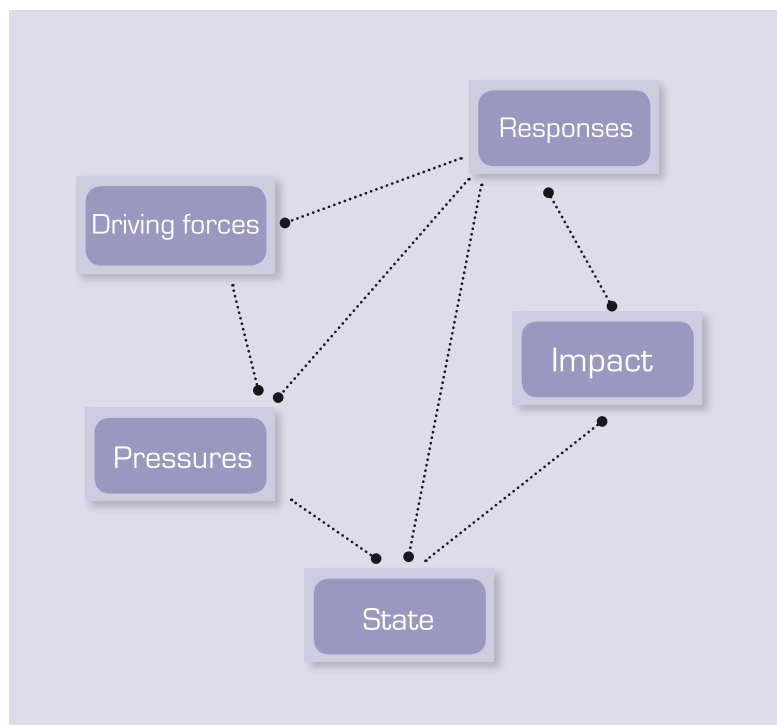 Responses
Driving forces
Impact
Pressures
State